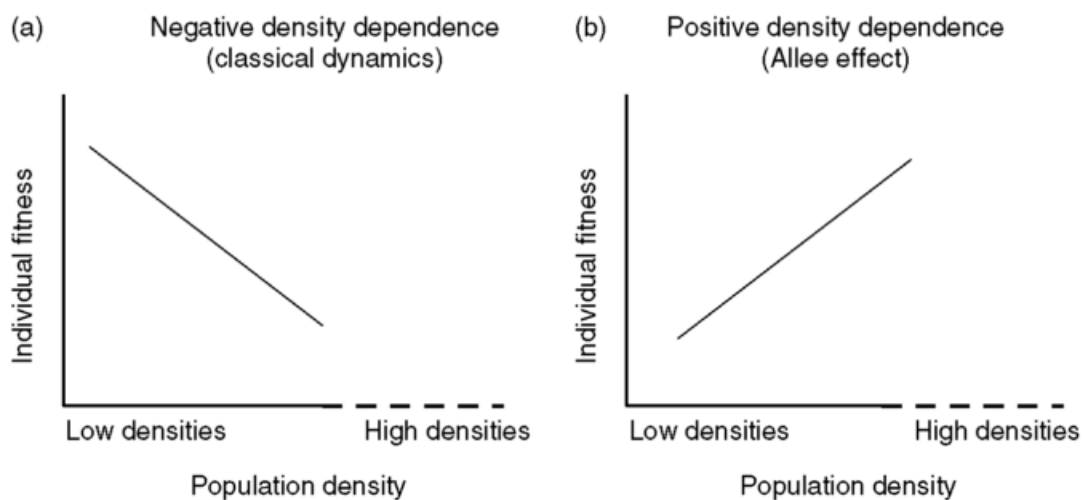 (a) Negative density dependence
(classical dynamics)
Individual fitness
Low densities High densities
Population density
(b) Positive density dependence
(Allee effect)
Individual fitness
Low densities High densities
Population density